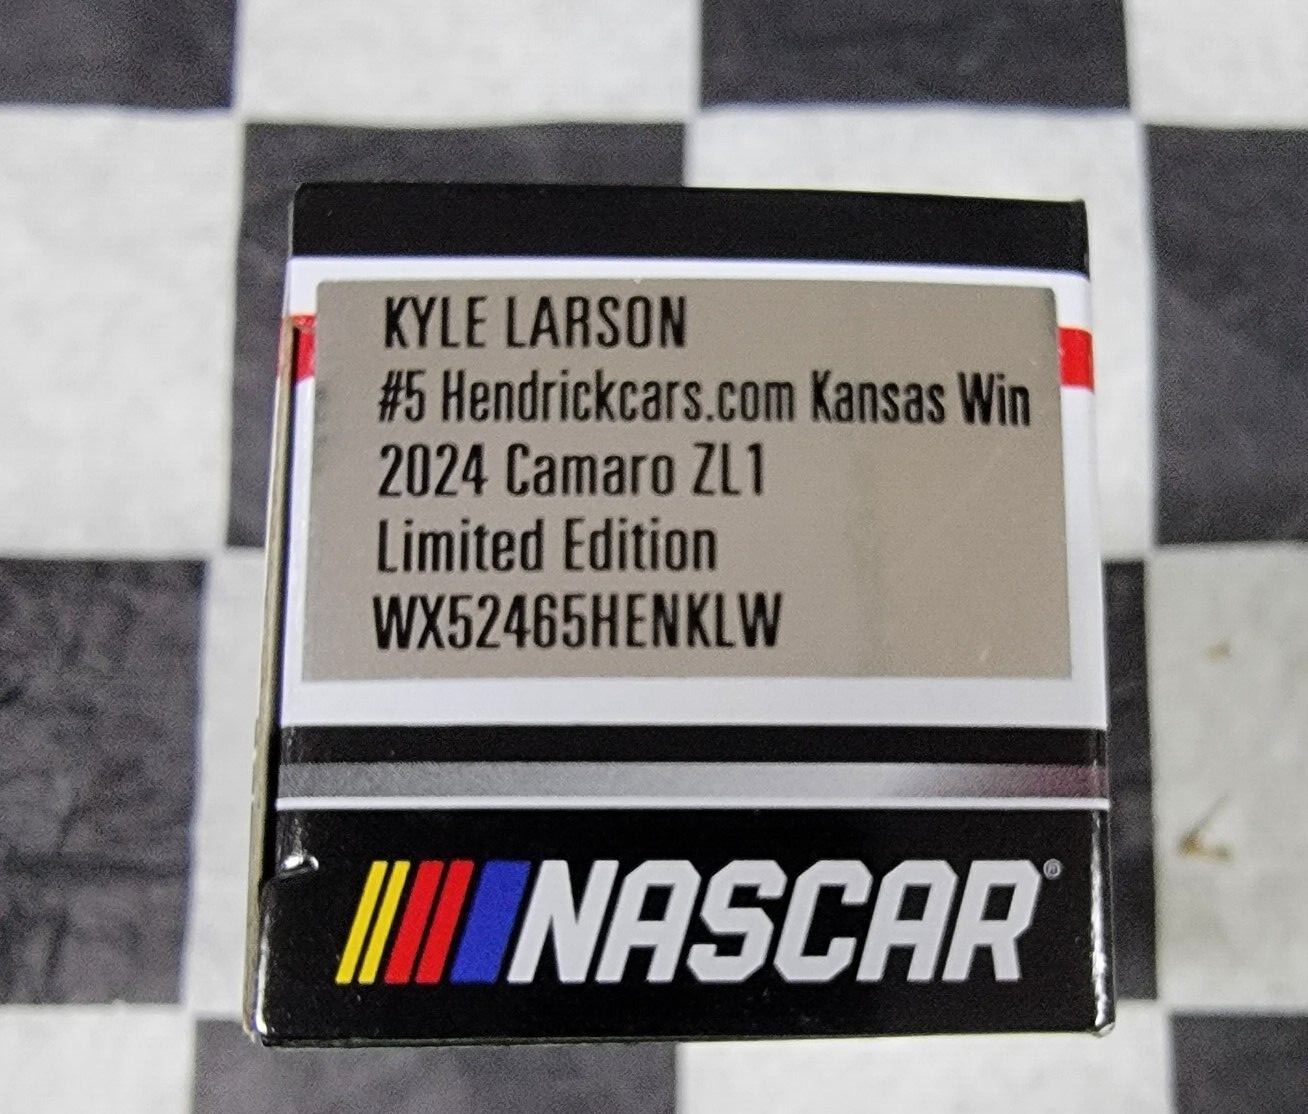 KYLE LARSON
#5 Hendrickcars.com Kansas Win
2024 Camaro ZL1
Limited Edition
WX52465HENKLW
NASCAR®